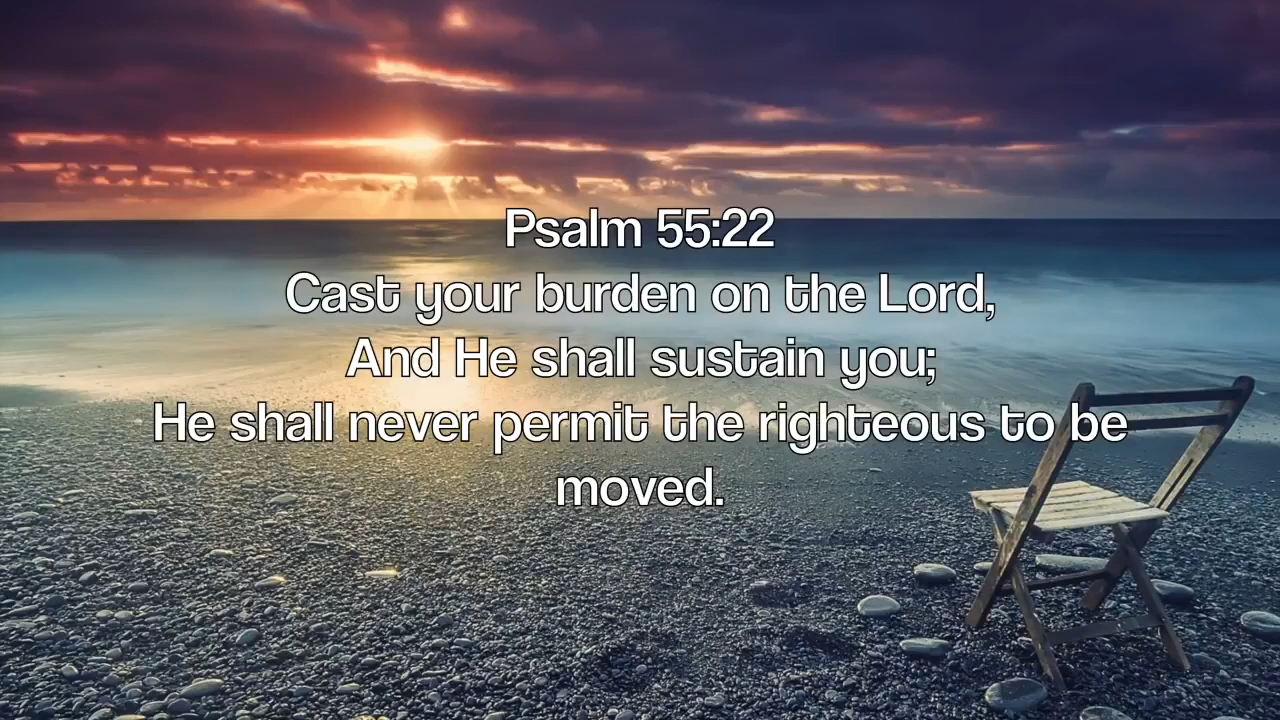 Psalm 55:22
Cast your burden on the Lord,
And He shall sustain you;
He shall never permit the righteous to be
moved.